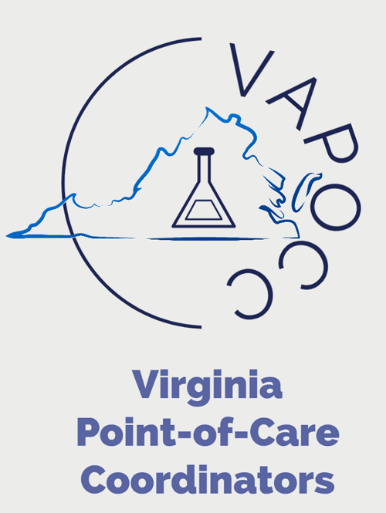 VAPOCC
Virginia
Point-of-Care
Coordinators